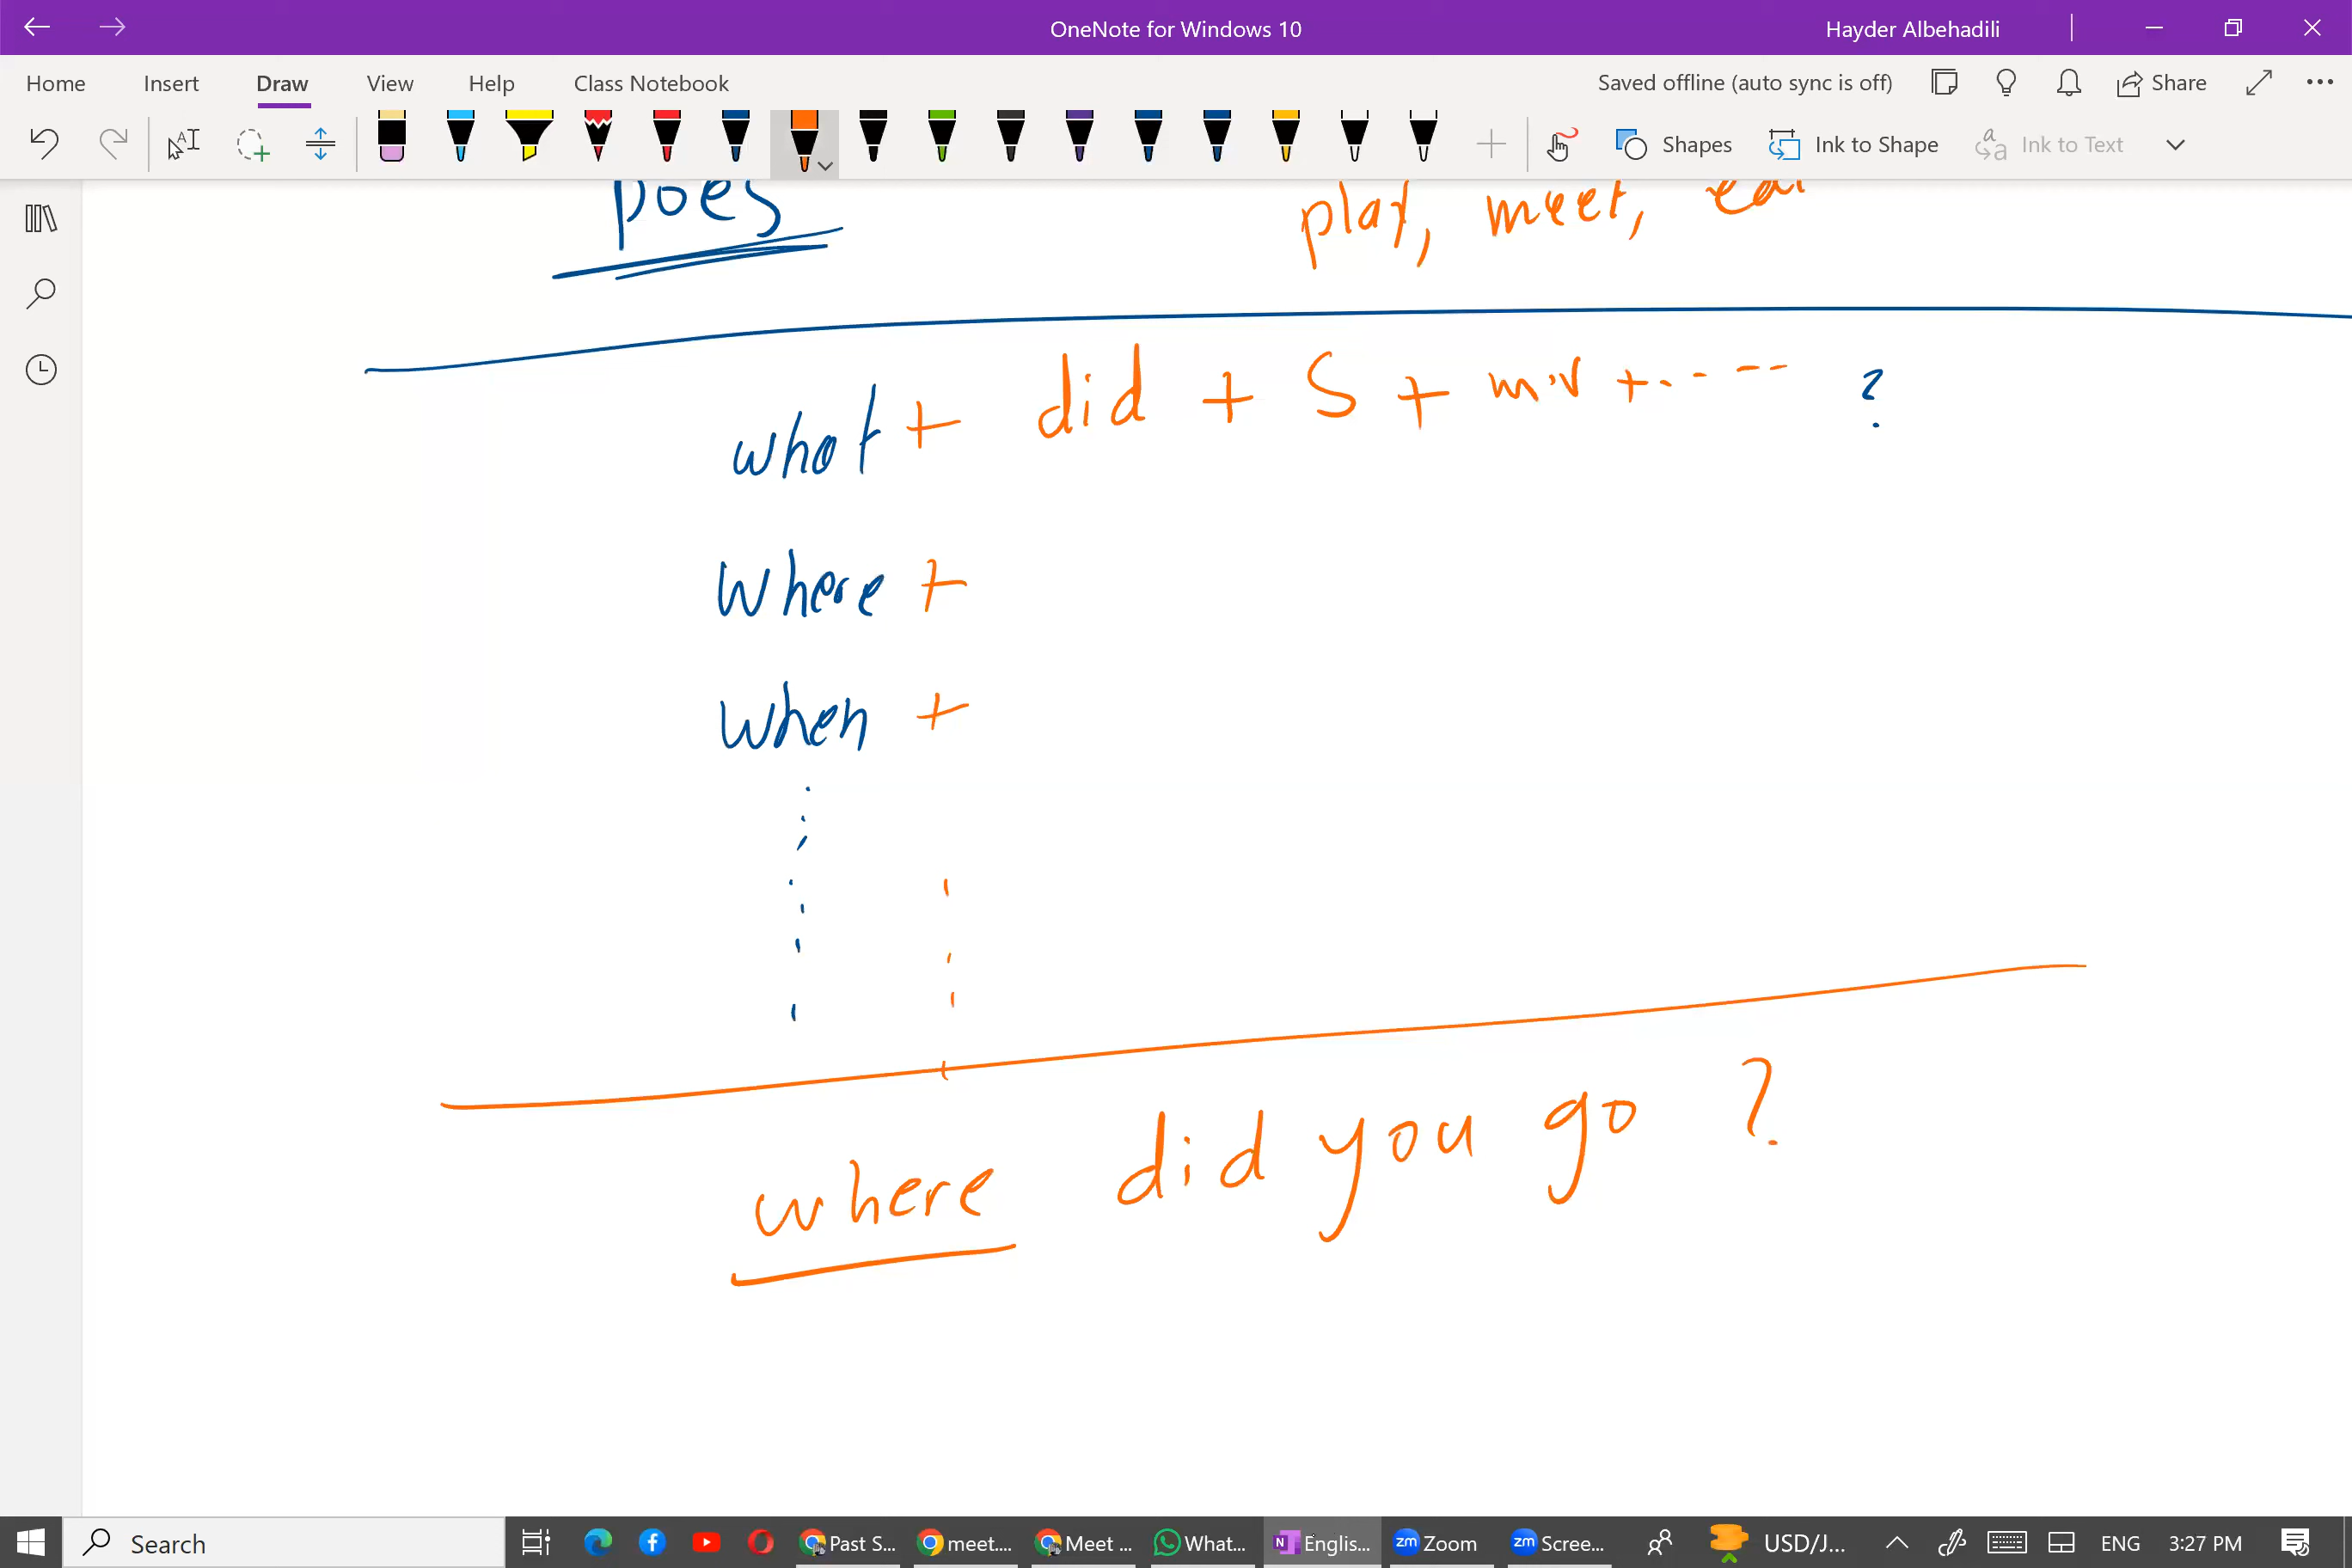 OneNote for Windows 10 Hayder Albehadili
Home Insert Draw View Help Class Notebook Saved offline (auto sync is off) Share
Shapes Ink to Shape Ink to Text
play, meet, eat
what + did + S + m.v + ..... ?
where +
when +
where did you go ?
Search Past S... meet.... Meet ... What... Englis... Zoom Scree... USD/J... ENG 3:27 PM